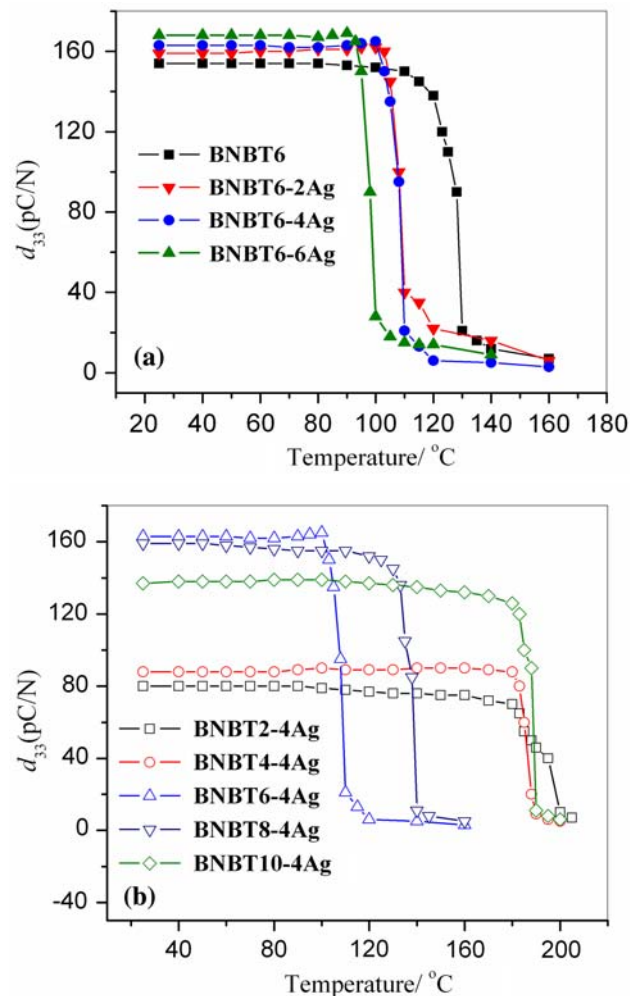 160
120
80
40
0
d33(pC/N)
BNBT6
BNBT6-2Ag
BNBT6-4Ag
BNBT6-6Ag
(a)
20 40 60 80 100 120 140 160 180
Temperature/ °C
160
120
80
40
0
-40
d33(pC/N)
BNBT2-4Ag
BNBT4-4Ag
BNBT6-4Ag
BNBT8-4Ag
BNBT10-4Ag
(b)
40 80 120 160 200
Temperature/ °C